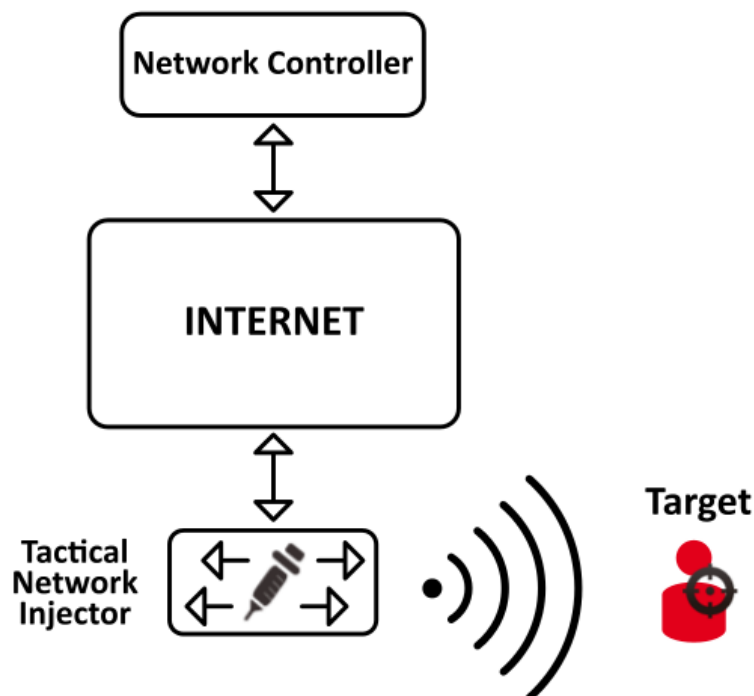 Network Controller
INTERNET
Target
Tactical
Network
Injector